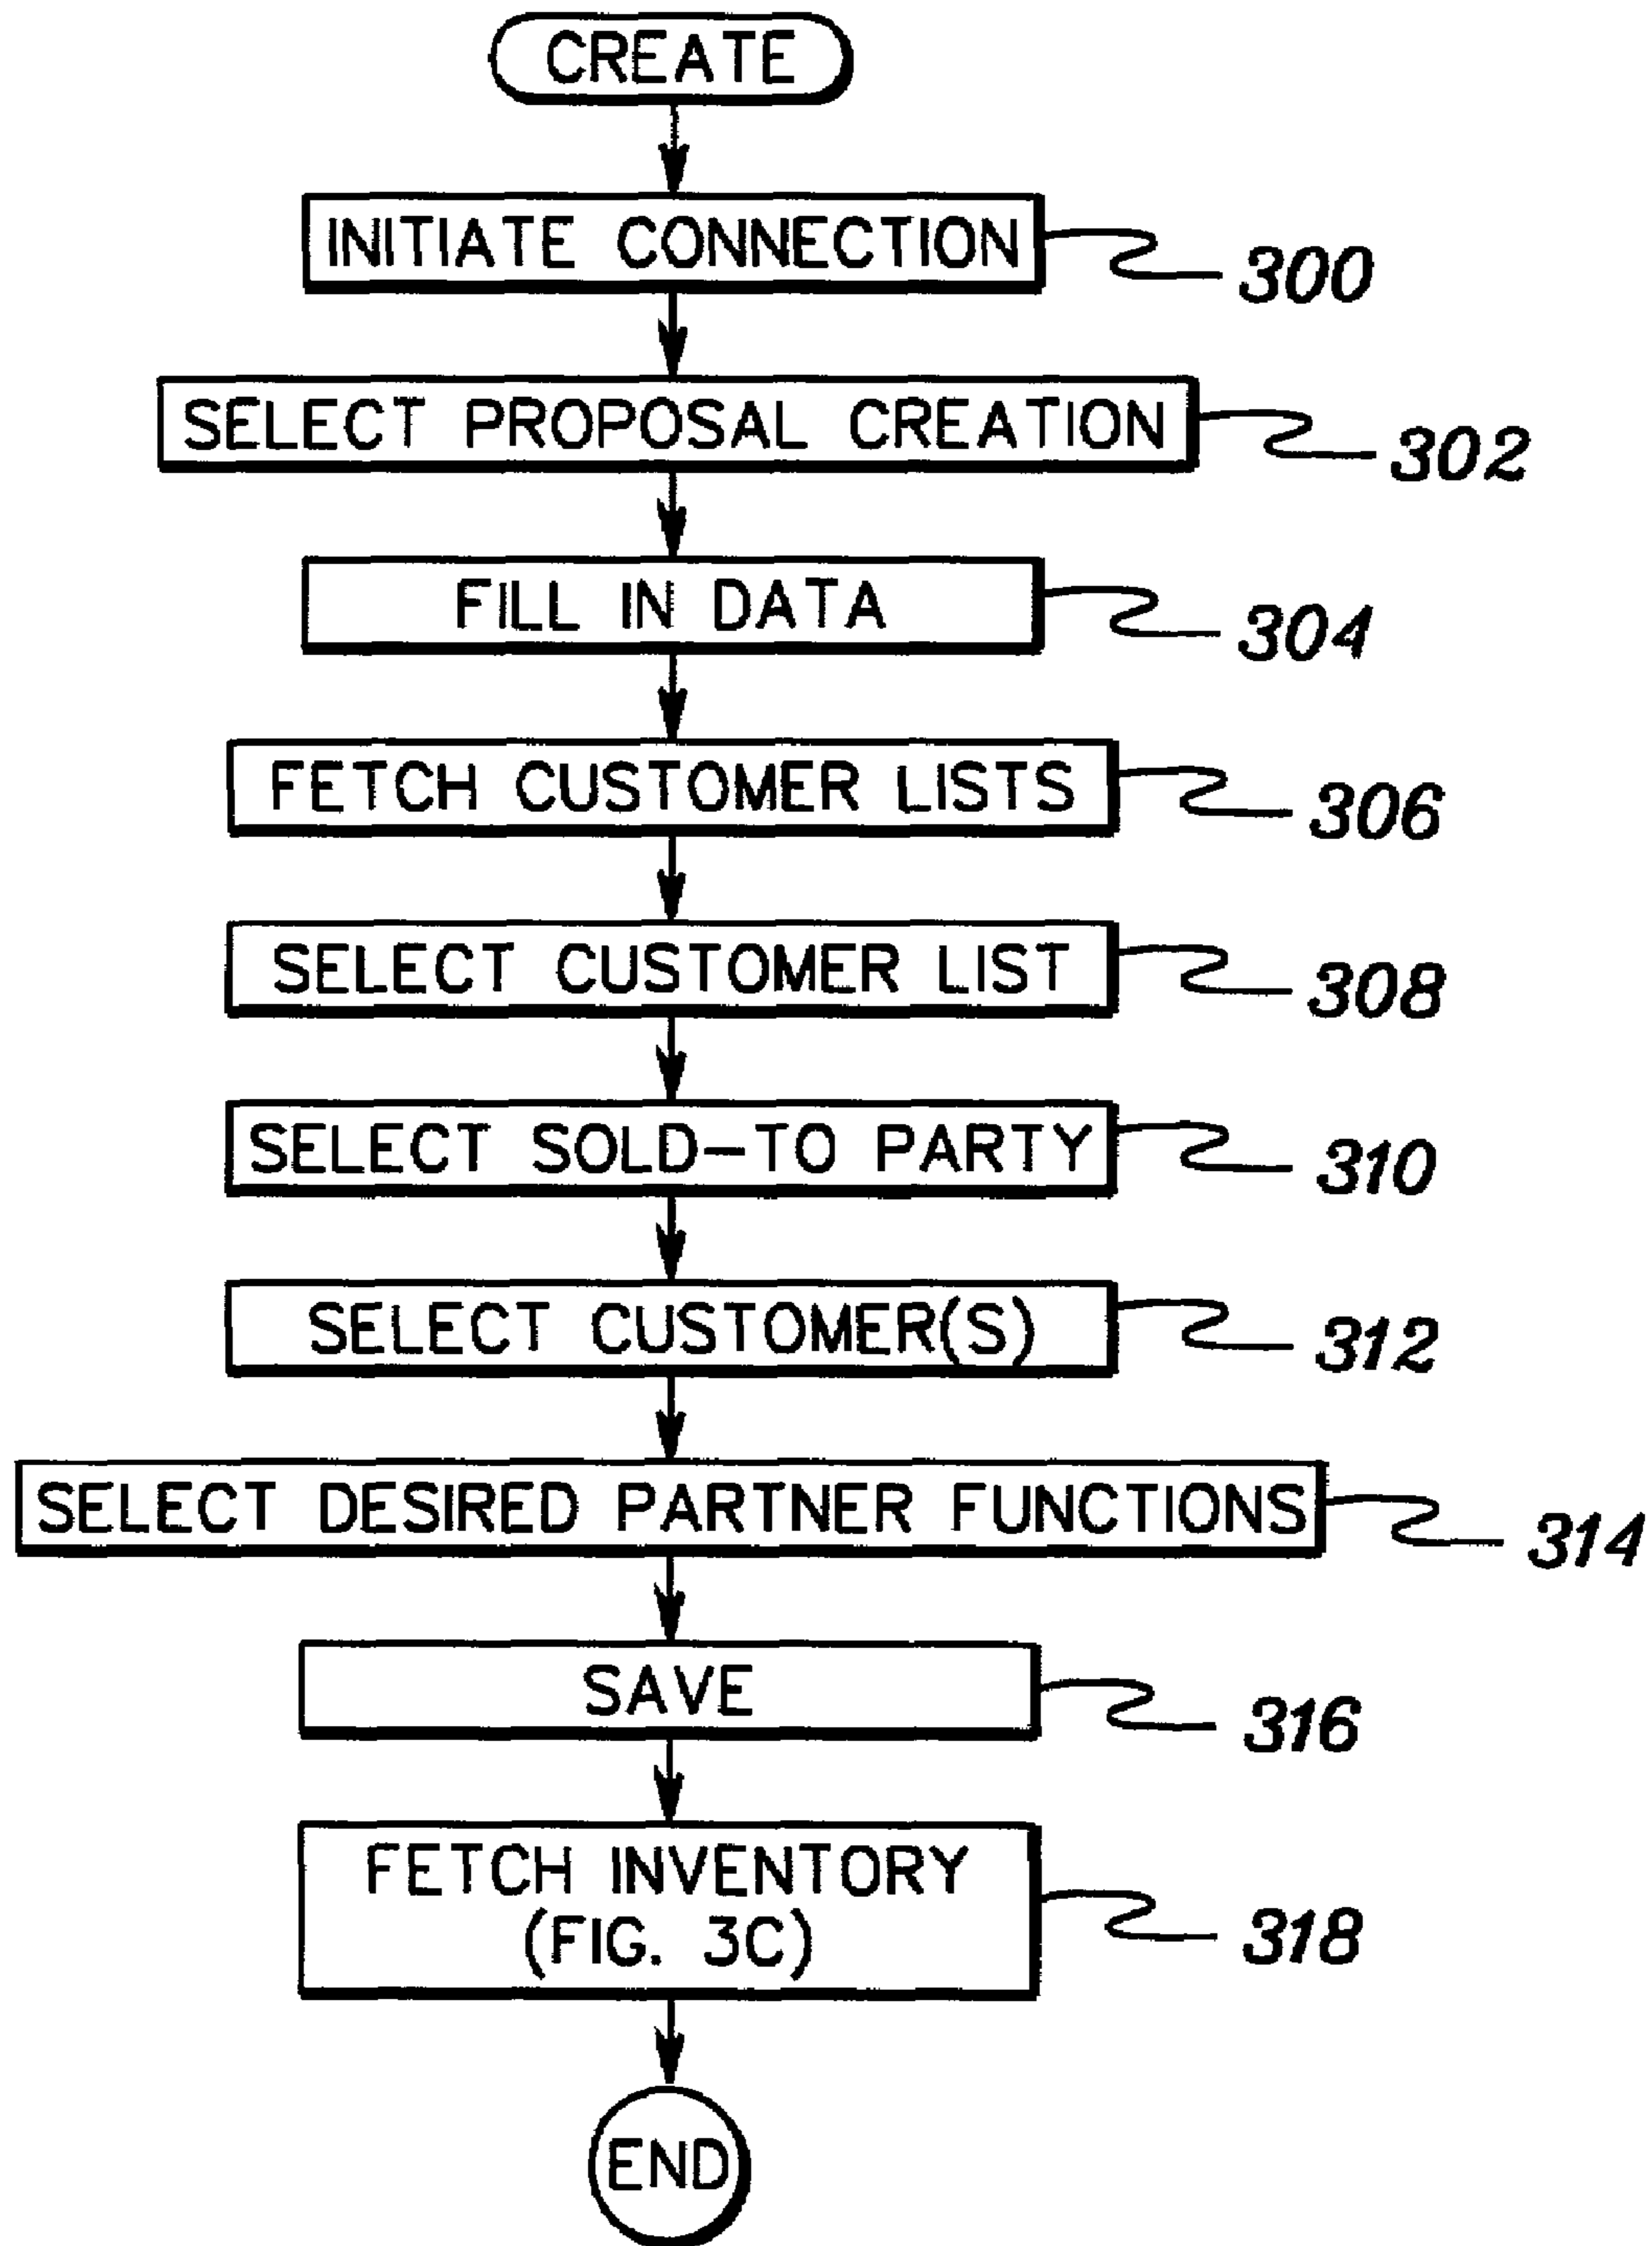 CREATE
INITIATE CONNECTION
300
SELECT PROPOSAL CREATION
302
FILL IN DATA
304
FETCH CUSTOMER LISTS
306
SELECT CUSTOMER LIST
308
SELECT SOLD-TO PARTY
310
SELECT CUSTOMER(S)
312
SELECT DESIRED PARTNER FUNCTIONS
314
SAVE
316
FETCH INVENTORY
(FIG. 3C)
318
END